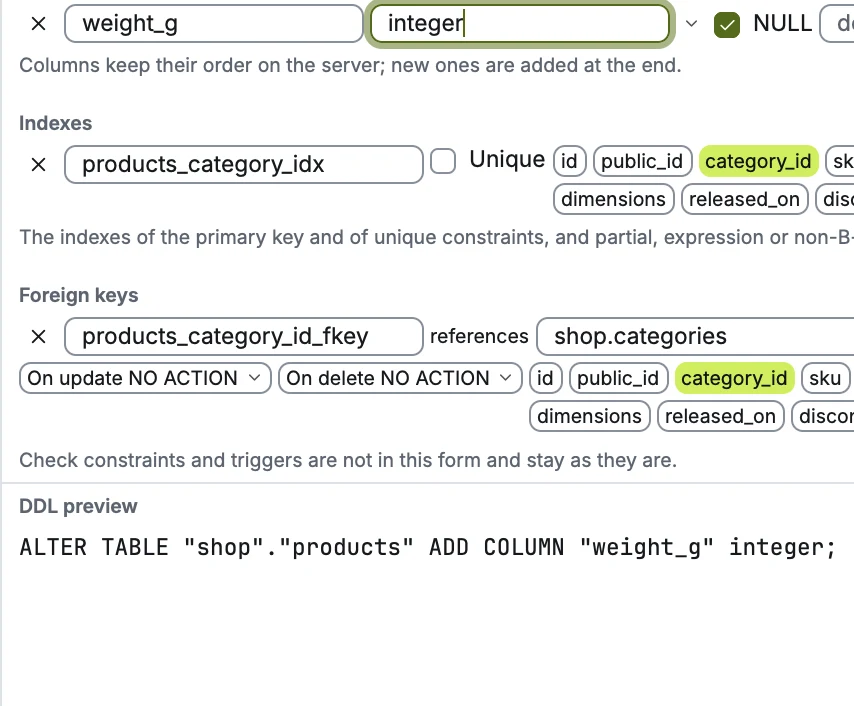 weight_g integer NULL
Columns keep their order on the server; new ones are added at the end.
Indexes
products_category_idx Unique id public_id category_id
dimensions released_on
The indexes of the primary key and of unique constraints, and partial, expression or non-B-
Foreign keys
products_category_id_fkey references shop.categories
On update NO ACTION On delete NO ACTION id public_id category_id sku
dimensions released_on
Check constraints and triggers are not in this form and stay as they are.
DDL preview
ALTER TABLE "shop"."products" ADD COLUMN "weight_g" integer;